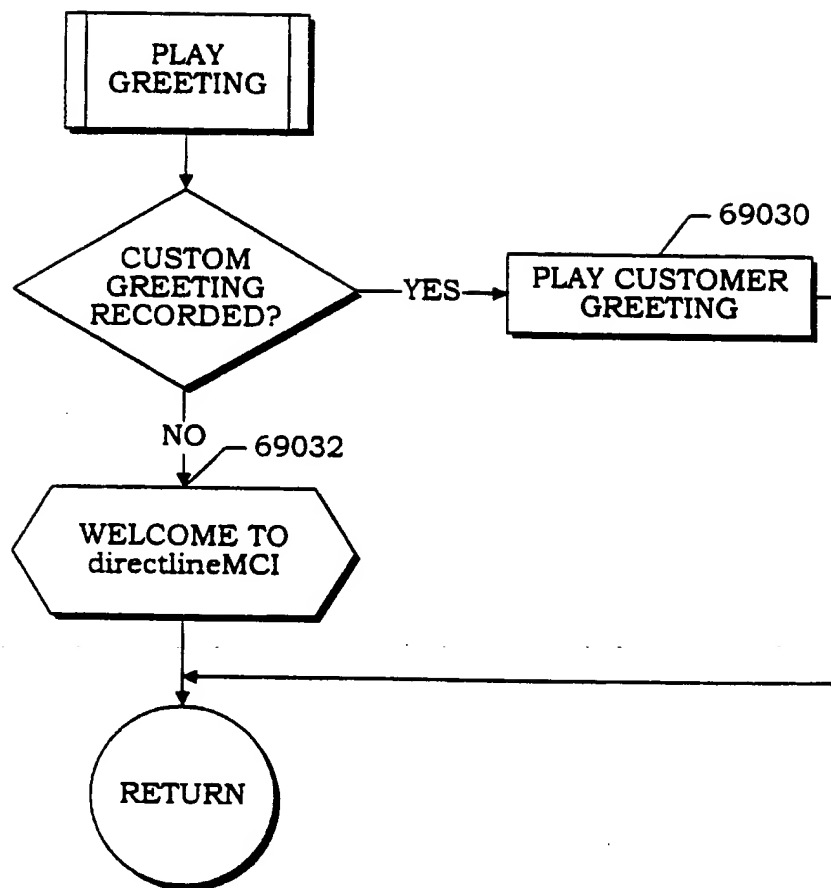 PLAY
GREETING
CUSTOM
GREETING
RECORDED?
YES
69030
PLAY CUSTOMER
GREETING
NO
69032
WELCOME TO
directlineMCI
RETURN